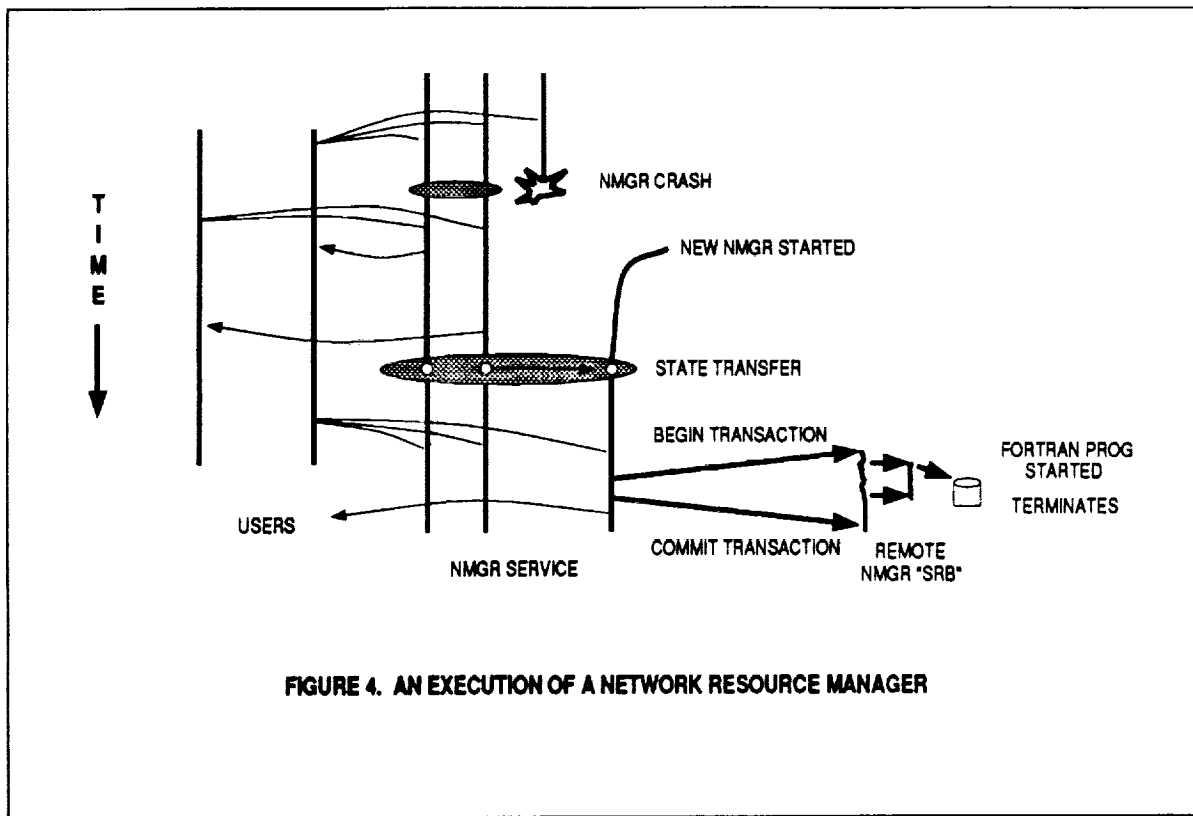 NMGR CRASH
TIME
NEW NMGR STARTED
STATE TRANSFER
BEGIN TRANSACTION
FORTRAN PROG
STARTED
TERMINATES
USERS
COMMIT TRANSACTION
REMOTE
NMGR "SRB"
NMGR SERVICE
FIGURE 4. AN EXECUTION OF A NETWORK RESOURCE MANAGER